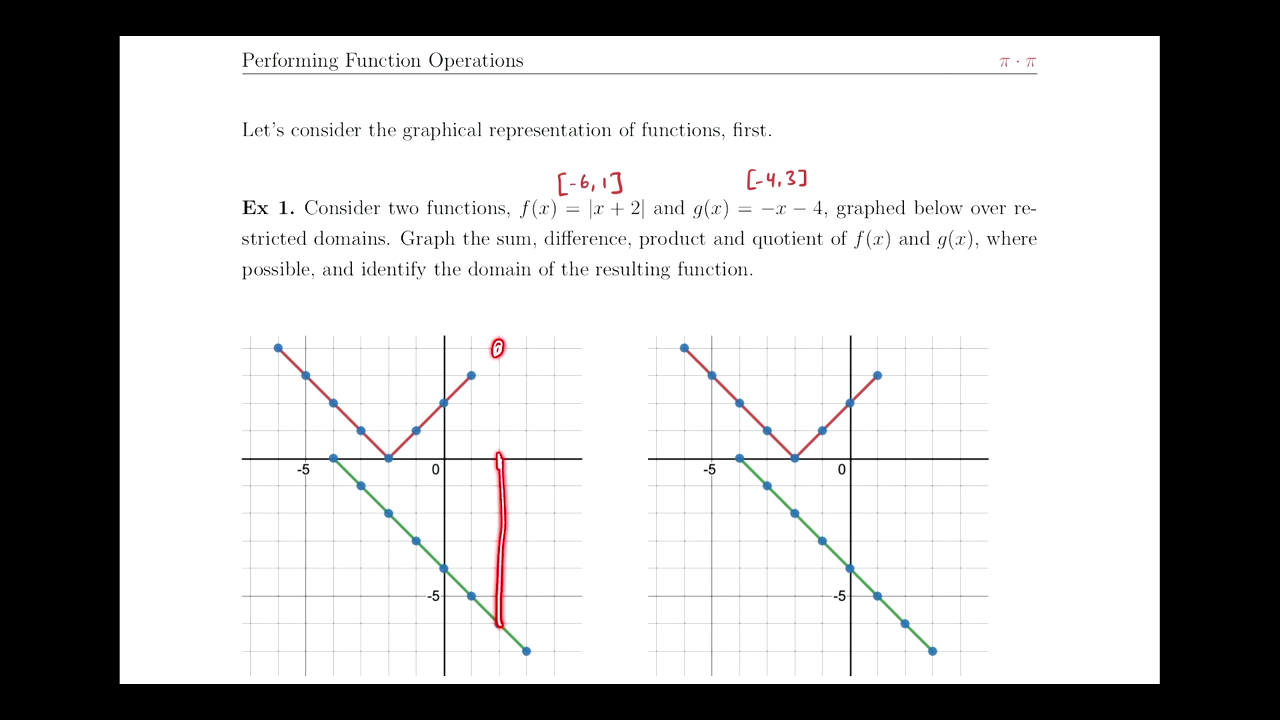 Performing Function Operations π · π
Let's consider the graphical representation of functions, first.
[-6, 1] [-4, 3]
Ex 1. Consider two functions, f(x) = |x + 2| and g(x) = −x − 4, graphed below over re-
stricted domains. Graph the sum, difference, product and quotient of f(x) and g(x), where
possible, and identify the domain of the resulting function.
-5 0 -5 0
-5 -5